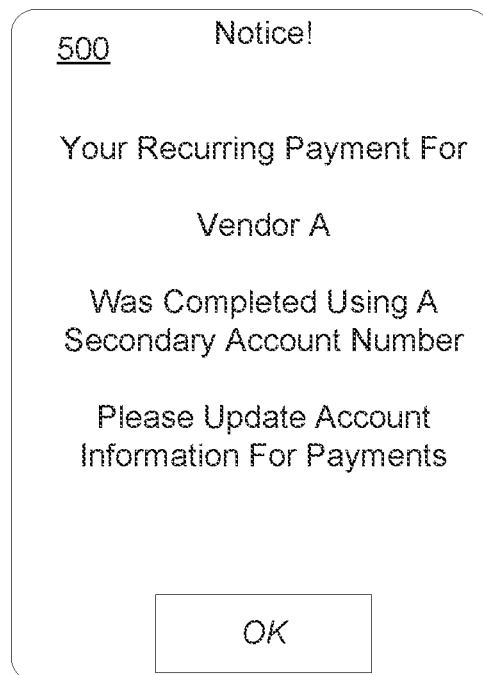 Notice!
500
Your Recurring Payment For
Vendor A
Was Completed Using A
Secondary Account Number
Please Update Account
Information For Payments
OK